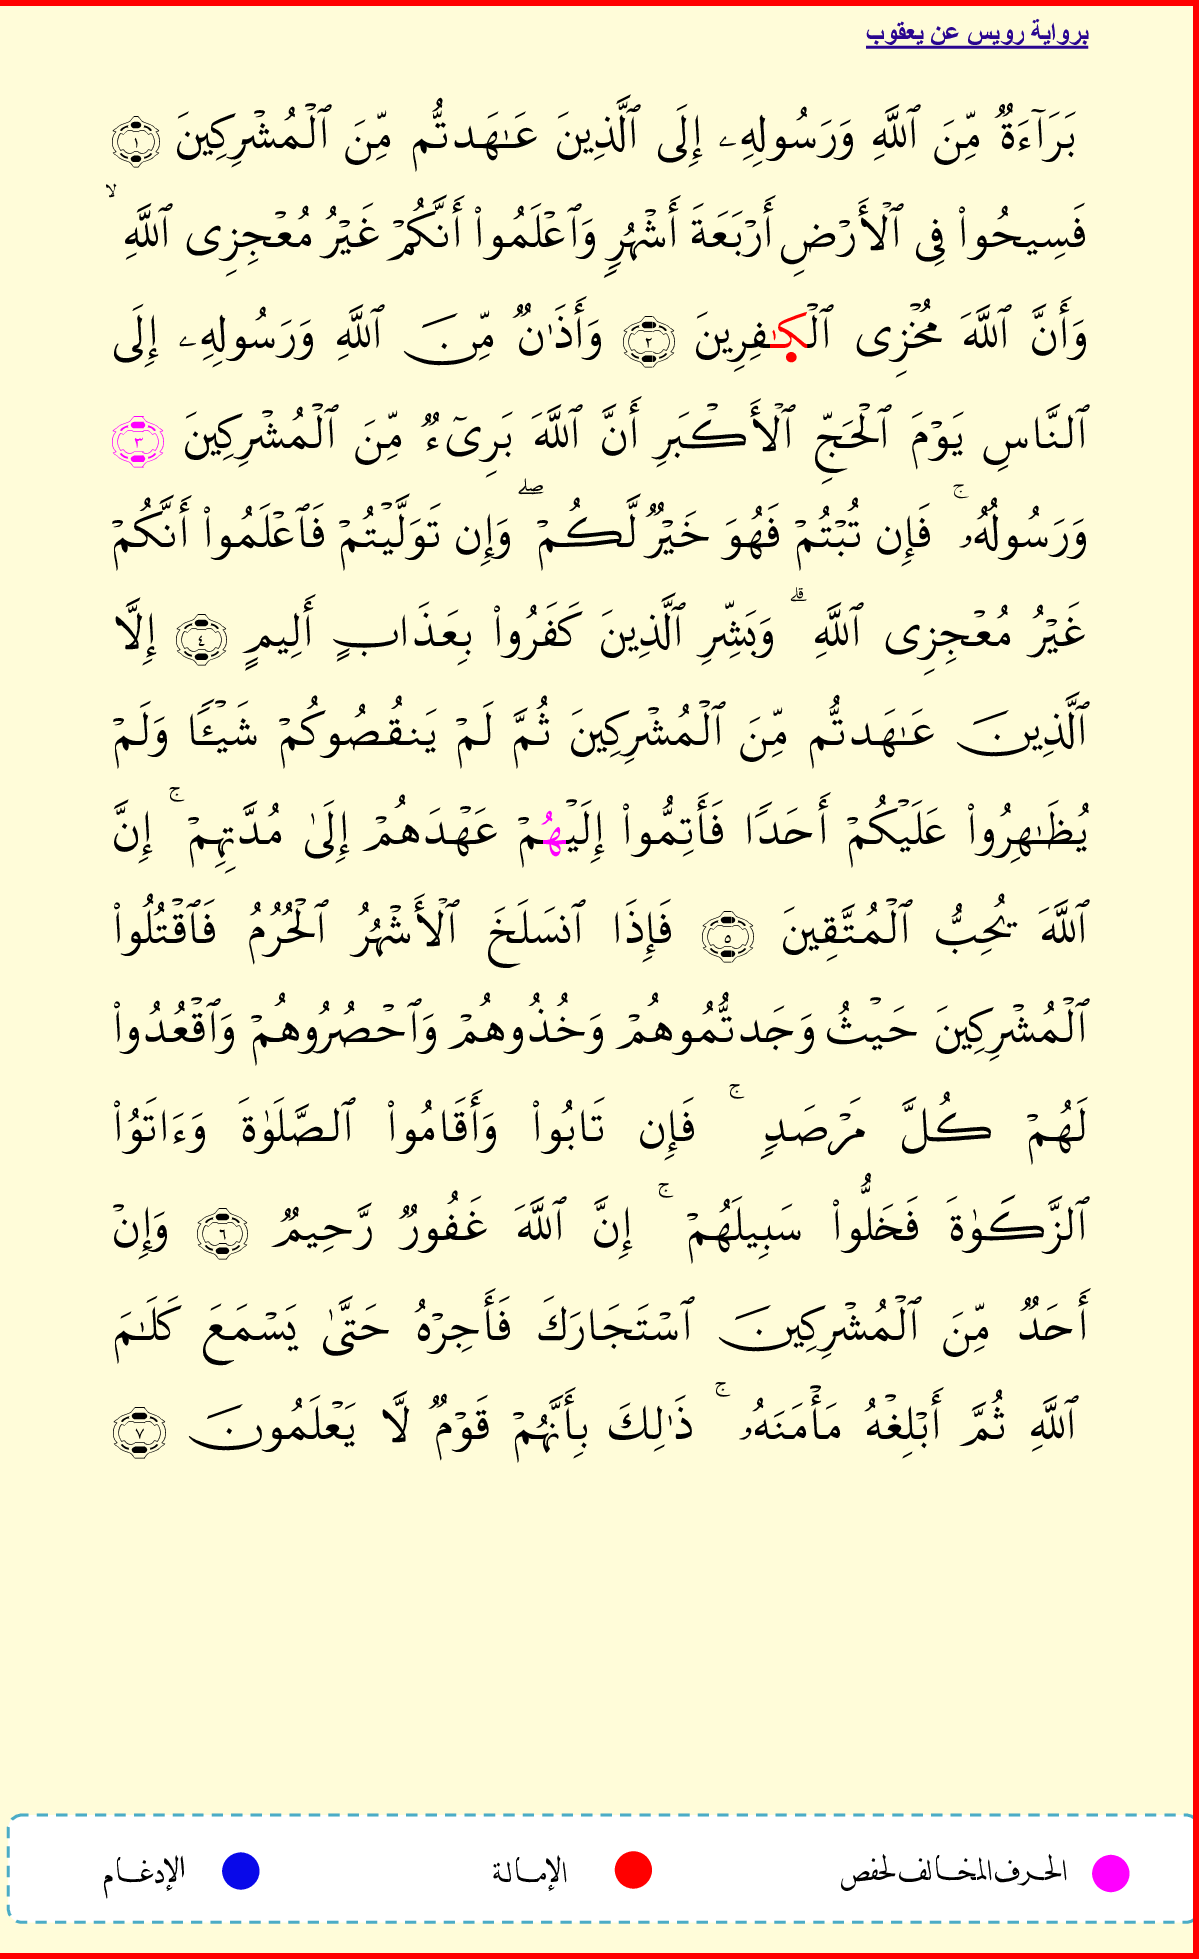 برواية رويس عن يعقوب
بَرَآءَةٌ مِّنَ ٱللَّهِ وَرَسُولِهِۦ إِلَى ٱلَّذِينَ عَـٰهَدتُّم مِّنَ ٱلۡمُشۡرِكِينَ ١
فَسِيحُوا۟ فِى ٱلۡأَرۡضِ أَرۡبَعَةَ أَشۡهُرٍ وَٱعۡلَمُوا۟ أَنَّكُمۡ غَيۡرُ مُعۡجِزِى ٱللَّهِ ۙ
وَأَنَّ ٱللَّهَ مُخۡزِى ٱلۡكَـٰفِرِينَ ٢ وَأَذَٰنٌ مِّنَ ٱللَّهِ وَرَسُولِهِۦ إِلَى
ٱلنَّاسِ يَوۡمَ ٱلۡحَجِّ ٱلۡأَكۡبَرِ أَنَّ ٱللَّهَ بَرِىٓءٌ مِّنَ ٱلۡمُشۡرِكِينَ ٣
وَرَسُولُهُۥ ۚ فَإِن تُبۡتُمۡ فَهُوَ خَيۡرٌ لَّكُمۡ ۖ وَإِن تَوَلَّيۡتُمۡ فَٱعۡلَمُوا۟ أَنَّكُمۡ
غَيۡرُ مُعۡجِزِى ٱللَّهِ ۗ وَبَشِّرِ ٱلَّذِينَ كَفَرُوا۟ بِعَذَابٍ أَلِيمٍ ٤ إِلَّا
ٱلَّذِينَ عَـٰهَدتُّم مِّنَ ٱلۡمُشۡرِكِينَ ثُمَّ لَمۡ يَنقُصُوكُمۡ شَيۡـًٔا وَلَمۡ
يُظَـٰهِرُوا۟ عَلَيۡكُمۡ أَحَدًا فَأَتِمُّوا۟ إِلَيۡهُمۡ عَهۡدَهُمۡ إِلَىٰ مُدَّتِهِمۡ ۚ إِنَّ
ٱللَّهَ يُحِبُّ ٱلۡمُتَّقِينَ ٥ فَإِذَا ٱنسَلَخَ ٱلۡأَشۡهُرُ ٱلۡحُرُمُ فَٱقۡتُلُوا۟
ٱلۡمُشۡرِكِينَ حَيۡثُ وَجَدتُّمُوهُمۡ وَخُذُوهُمۡ وَٱحۡصُرُوهُمۡ وَٱقۡعُدُوا۟
لَهُمۡ كُلَّ مَرۡصَدٍ ۚ فَإِن تَابُوا۟ وَأَقَامُوا۟ ٱلصَّلَوٰةَ وَءَاتَوُا۟
ٱلزَّكَوٰةَ فَخَلُّوا۟ سَبِيلَهُمۡ ۚ إِنَّ ٱللَّهَ غَفُورٌ رَّحِيمٌ ٦ وَإِنۡ
أَحَدٌ مِّنَ ٱلۡمُشۡرِكِينَ ٱسۡتَجَارَكَ فَأَجِرۡهُ حَتَّىٰ يَسۡمَعَ كَلَـٰمَ
ٱللَّهِ ثُمَّ أَبۡلِغۡهُ مَأۡمَنَهُۥ ۚ ذَٰلِكَ بِأَنَّهُمۡ قَوۡمٌ لَّا يَعۡلَمُونَ ٧
الحرف المخالف لحفص الإمالة الإدغام